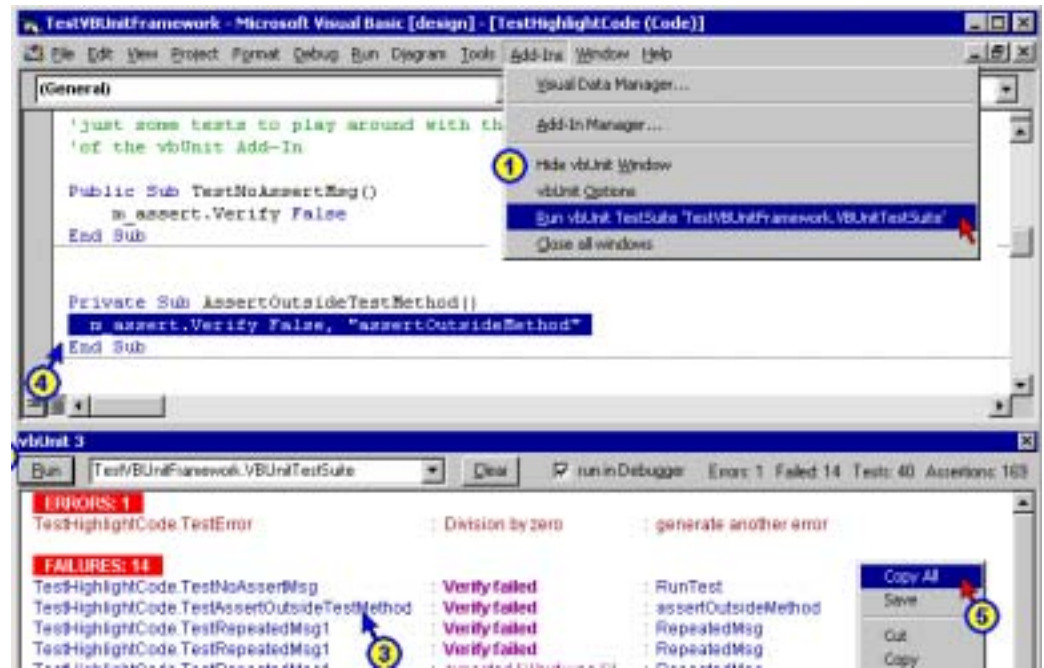 TestVBUnitFramework - Microsoft Visual Basic [design] - [TestHighlightCode (Code)]
File Edit View Project Format Debug Run Diagram Tools Add-Ins Window Help
(General)
Visual Data Manager...
Add-In Manager...
1
Hide vbUnit Window
vbUnit Options
Run vbUnit TestSuite 'TestVBUnitFramework.VBUnitTestSuite'
Close all windows
'just some tests to play around with th
'of the vbUnit Add-In
Public Sub TestNoAssertMsg()
m_assert.Verify False
End Sub
Private Sub AssertOutsideTestMethod()
m_assert.Verify False, "assertOutsideMethod"
End Sub
4
vbUnit 3
Run TestVBUnitFramework.VBUnitTestSuite Clear run in Debugger Errors: 1 Failed: 14 Tests: 40 Assertions: 163
ERRORS: 1
TestHighlightCode.TestError : Division by zero : generate another error
FAILURES: 14
TestHighlightCode.TestNoAssertMsg : Verify failed : RunTest
TestHighlightCode.TestAssertOutsideTestMethod : Verify failed : assertOutsideMethod
TestHighlightCode.TestRepeatedMsg1 : Verify failed : RepeatedMsg
TestHighlightCode.TestRepeatedMsg1 : Verify failed : RepeatedMsg
3
Copy All
Save
5
Cut
Copy